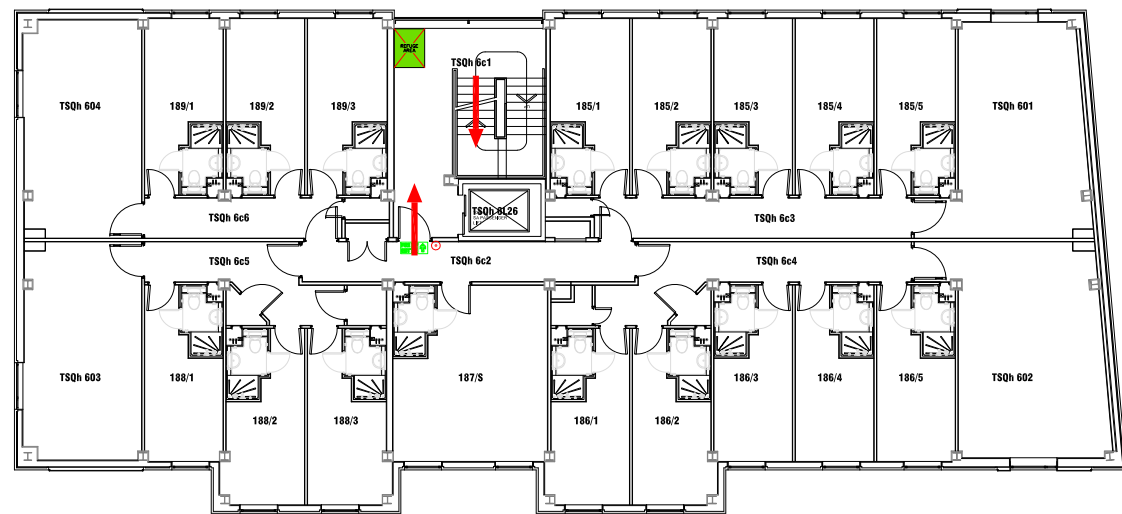 REFUGE
AREA
TSQh 6c1
TSQh 604
189/1
189/2
189/3
185/1
185/2
185/3
185/4
185/5
TSQh 601
TSQh 6c6
TSQh 6L26
TSQh 6c3
TSQh 6c5
TSQh 6c2
TSQh 6c4
TSQh 603
188/1
187/S
186/3
186/4
186/5
TSQh 602
188/2
188/3
186/1
186/2